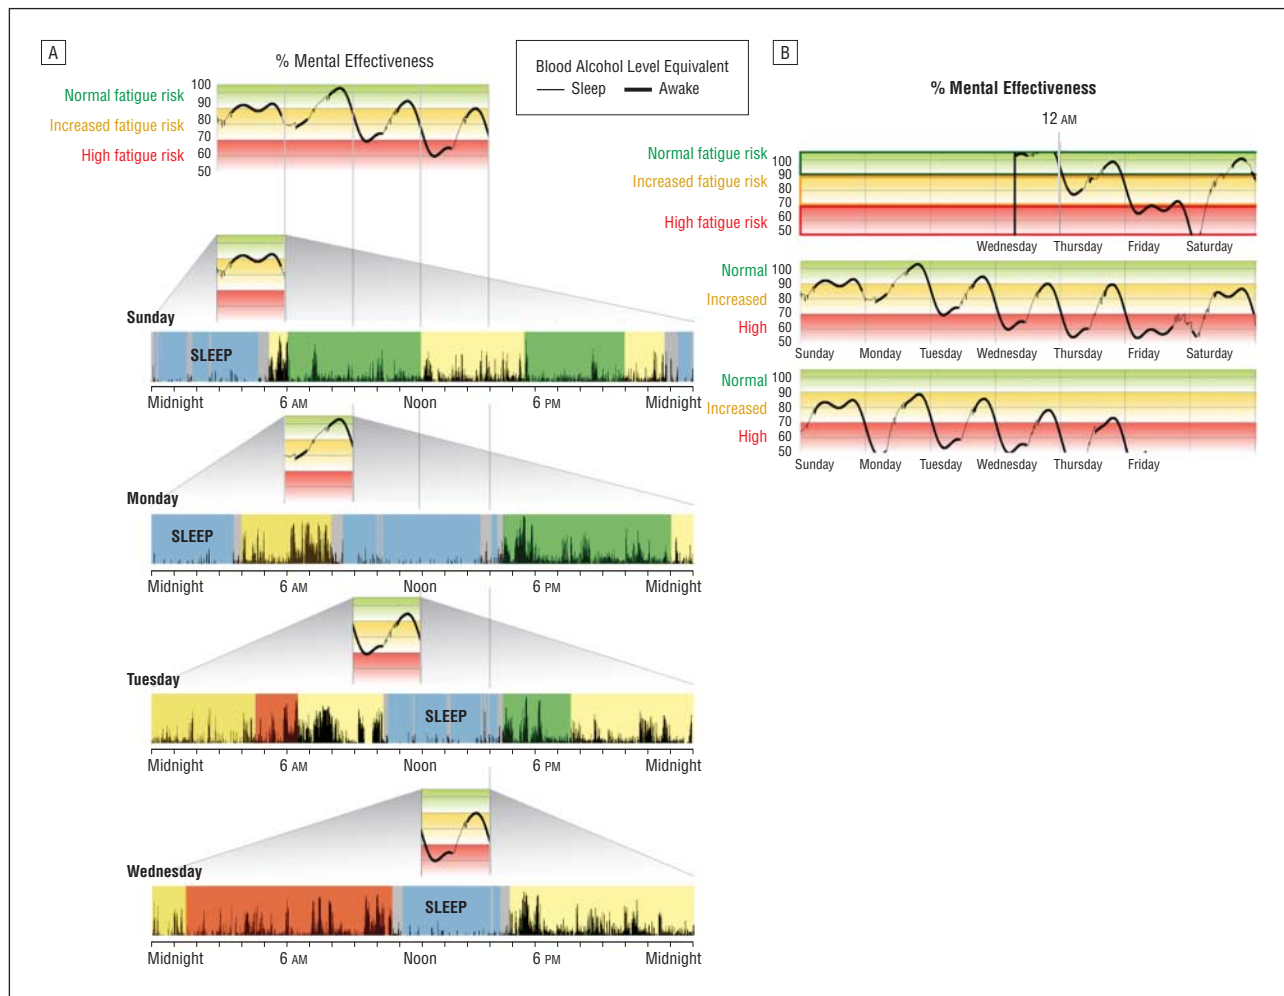 A
% Mental Effectiveness
Normal fatigue risk
Increased fatigue risk
High fatigue risk
100
90
80
70
60
50
Blood Alcohol Level Equivalent
Sleep Awake
Sunday
SLEEP
Midnight 6 AM Noon 6 PM Midnight
Monday
SLEEP
Midnight 6 AM Noon 6 PM Midnight
Tuesday
SLEEP
Midnight 6 AM Noon 6 PM Midnight
Wednesday
SLEEP
Midnight 6 AM Noon 6 PM Midnight
B
% Mental Effectiveness
12 AM
Normal fatigue risk
Increased fatigue risk
High fatigue risk
100
90
80
70
60
50
Wednesday Thursday Friday Saturday
Normal
Increased
High
100
90
80
70
60
50
Sunday Monday Tuesday Wednesday Thursday Friday Saturday
Normal
Increased
High
100
90
80
70
60
50
Sunday Monday Tuesday Wednesday Thursday Friday